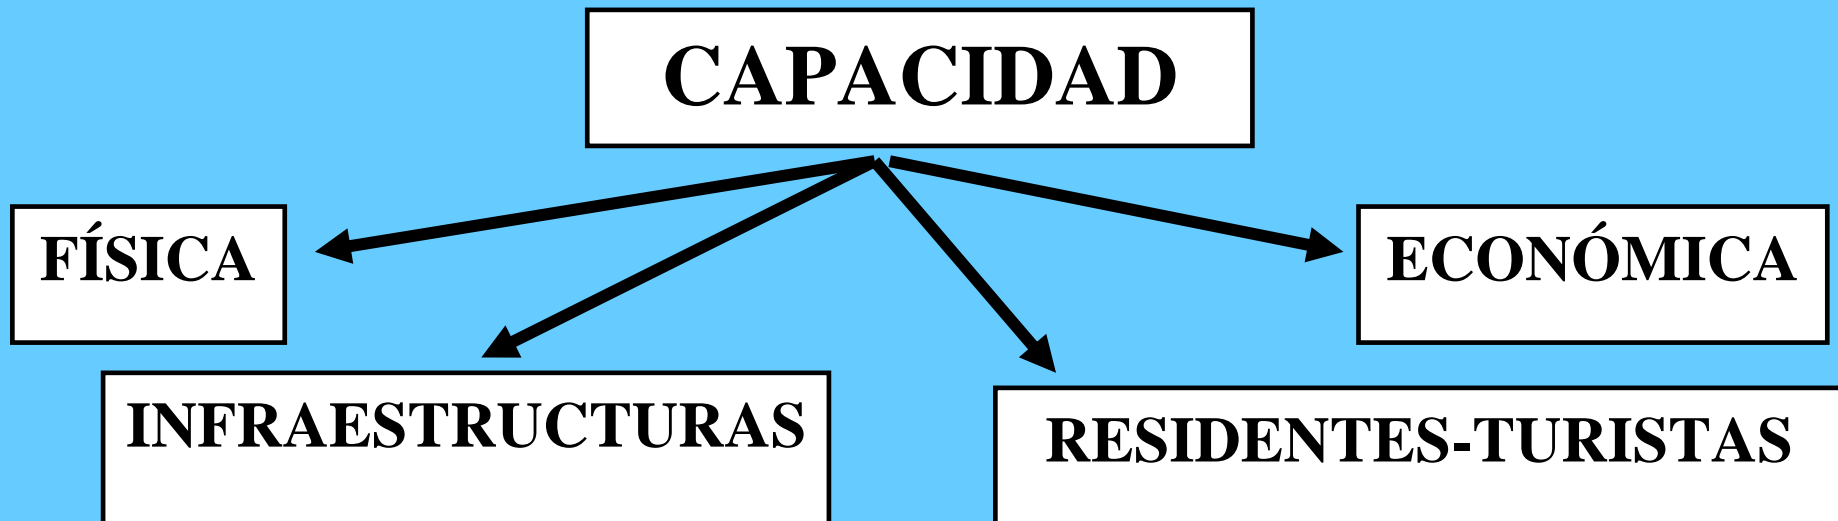 CAPACIDAD
FÍSICA
ECONÓMICA
INFRAESTRUCTURAS
RESIDENTES-TURISTAS